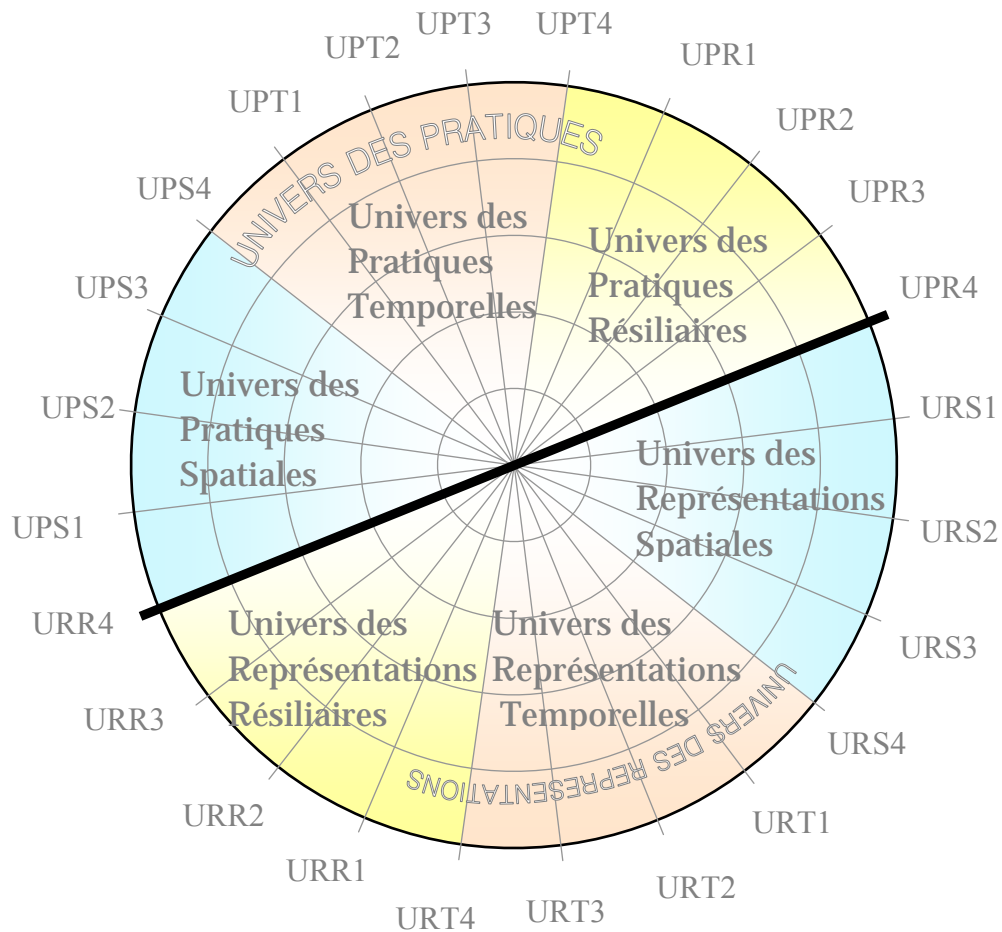 UPT3
UPT4
UPT2
UPR1
UPT1
UPR2
UPS4
UPR3
UPS3
UPR4
UPS2
URS1
UPS1
URS2
URR4
URS3
URR3
URS4
URR2
URT1
URR1
URT2
URT4
URT3
UNIVERS DES PRATIQUES
Univers des
Pratiques
Temporelles
Univers des
Pratiques
Résiliaires
Univers des
Pratiques
Spatiales
Univers des
Représentations
Spatiales
Univers des
Représentations
Résiliaires
Univers des
Représentations
Temporelles
UNIVERS DES REPRESENTATIONS